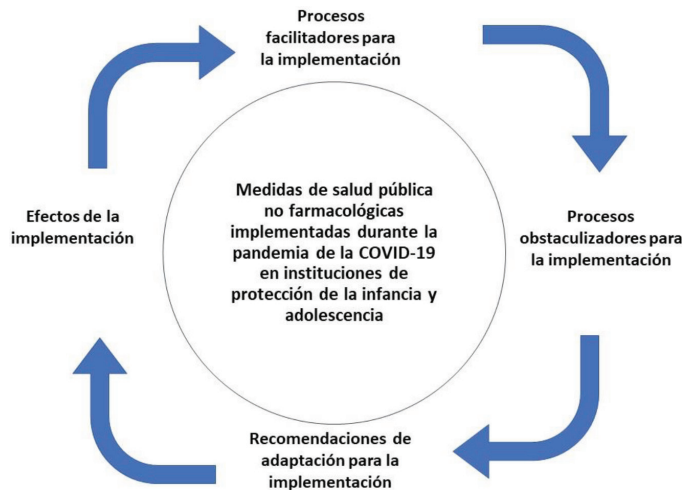 Procesos
facilitadores para
la implementación
Efectos de la
implementación
Medidas de salud pública
no farmacológicas
implementadas durante la
pandemia de la COVID-19
en instituciones de
protección de la infancia y
adolescencia
Procesos
obstaculizadores para
la implementación
Recomendaciones de
adaptación para la
implementación